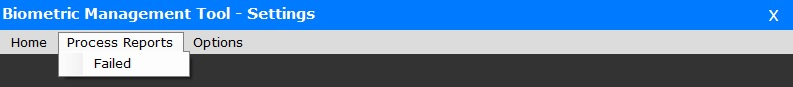 Biometric Management Tool - Settings X
Home Process Reports Options
Failed